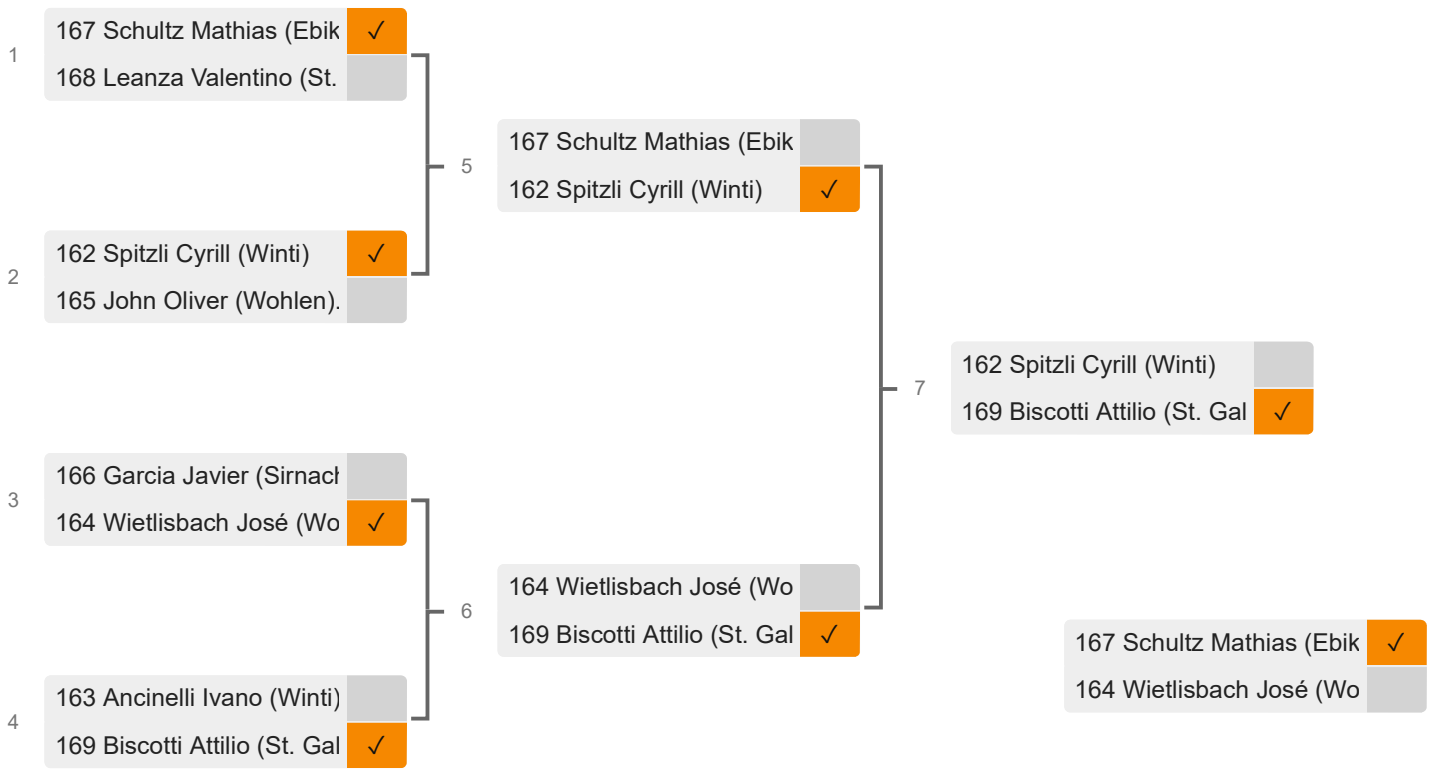 1
167 Schultz Mathias (Ebik ✓
168 Leanza Valentino (St.
2
162 Spitzli Cyrill (Winti) ✓
165 John Oliver (Wohlen).
3
166 Garcia Javier (Sirnach
164 Wietlisbach José (Wo ✓
4
163 Ancinelli Ivano (Winti)
169 Biscotti Attilio (St. Gal ✓
5
167 Schultz Mathias (Ebik
162 Spitzli Cyrill (Winti) ✓
6
164 Wietlisbach José (Wo
169 Biscotti Attilio (St. Gal ✓
7
162 Spitzli Cyrill (Winti)
169 Biscotti Attilio (St. Gal ✓
167 Schultz Mathias (Ebik ✓
164 Wietlisbach José (Wo